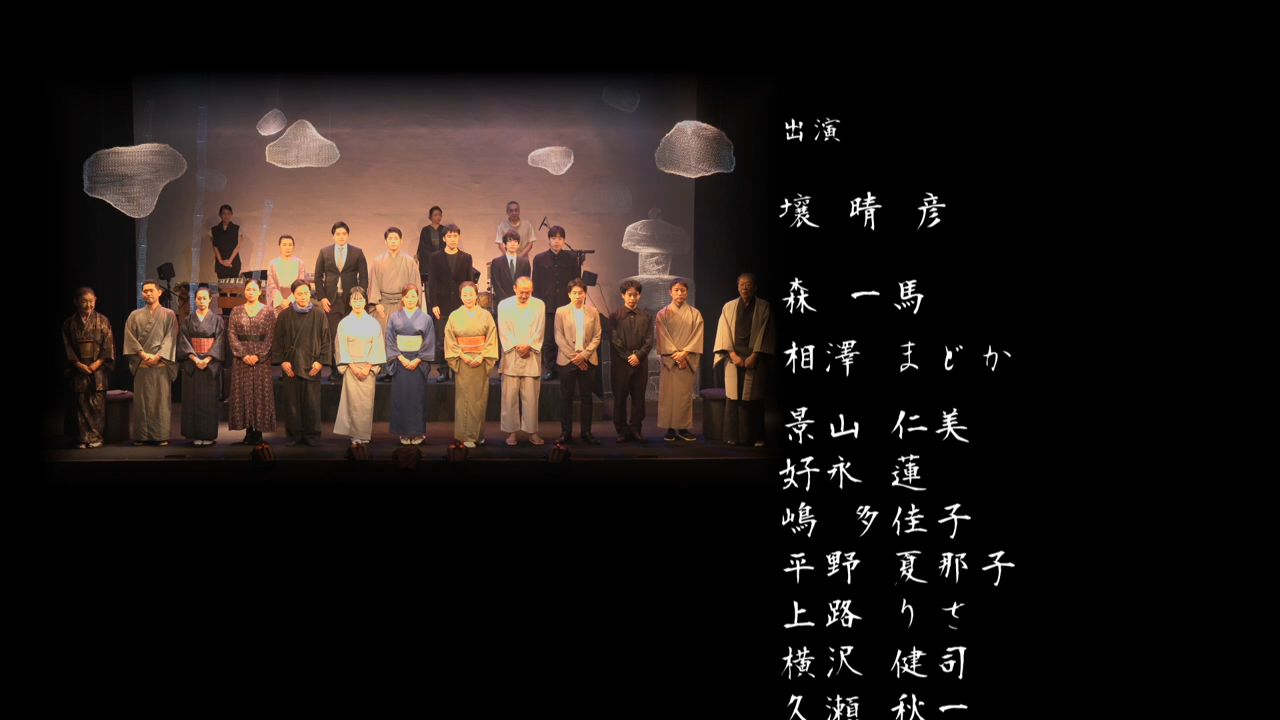 出演
壤 晴彦
森 一馬
相澤 まどか
景山 仁美
好永 蓮
嶋 多佳子
平野 夏那子
上路 りさ
横沢 健司
久瀬 秋一